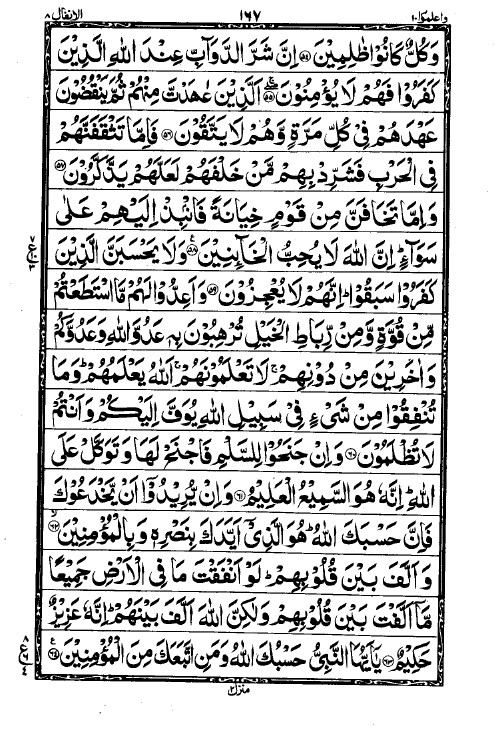 واعلموا ١٠ ١٦٧ الانفال ٨
وَكُلٌّ كَانُوْا ظٰلِمِيْنَ ﴿٥٤﴾ اِنَّ شَرَّ الدَّوَآبِّ عِنْدَ اللّٰهِ الَّذِيْنَ
كَفَرُوْا فَهُمْ لَا يُؤْمِنُوْنَ ﴿٥٥﴾ اَلَّذِيْنَ عٰهَدْتَّ مِنْهُمْ ثُمَّ يَنْقُضُوْنَ
عَهْدَهُمْ فِيْ كُلِّ مَرَّةٍ وَّهُمْ لَا يَتَّقُوْنَ ﴿٥٦﴾ فَاِمَّا تَثْقَفَنَّهُمْ
فِي الْحَرْبِ فَشَرِّدْ بِهِمْ مَّنْ خَلْفَهُمْ لَعَلَّهُمْ يَذَّكَّرُوْنَ ﴿٥٧﴾
وَاِمَّا تَخَافَنَّ مِنْ قَوْمٍ خِيَانَةً فَانْۢبِذْ اِلَيْهِمْ عَلٰى
سَوَآءٍ ؕ اِنَّ اللّٰهَ لَا يُحِبُّ الْخَآئِنِيْنَ ﴿٥٨﴾ وَلَا يَحْسَبَنَّ الَّذِيْنَ
كَفَرُوْا سَبَقُوْا ؕ اِنَّهُمْ لَا يُعْجِزُوْنَ ﴿٥٩﴾ وَاَعِدُّوْا لَهُمْ مَّا اسْتَطَعْتُمْ
مِّنْ قُوَّةٍ وَّمِنْ رِّبَاطِ الْخَيْلِ تُرْهِبُوْنَ بِهٖ عَدُوَّ اللّٰهِ وَعَدُوَّكُمْ
وَاٰخَرِيْنَ مِنْ دُوْنِهِمْ ۚ لَا تَعْلَمُوْنَهُمْ ۚ اَللّٰهُ يَعْلَمُهُمْ ؕ وَمَا
تُنْفِقُوْا مِنْ شَيْءٍ فِيْ سَبِيْلِ اللّٰهِ يُوَفَّ اِلَيْكُمْ وَاَنْتُمْ
لَا تُظْلَمُوْنَ ﴿٦٠﴾ وَاِنْ جَنَحُوْا لِلسَّلْمِ فَاجْنَحْ لَهَا وَتَوَكَّلْ عَلَى
اللّٰهِ ؕ اِنَّهٗ هُوَ السَّمِيْعُ الْعَلِيْمُ ﴿٦١﴾ وَاِنْ يُّرِيْدُوْۤا اَنْ يَّخْدَعُوْكَ
فَاِنَّ حَسْبَكَ اللّٰهُ ؕ هُوَ الَّذِيْۤ اَيَّدَكَ بِنَصْرِهٖ وَبِالْمُؤْمِنِيْنَ ﴿٦٢﴾
وَاَلَّفَ بَيْنَ قُلُوْبِهِمْ ؕ لَوْ اَنْفَقْتَ مَا فِي الْاَرْضِ جَمِيْعًا
مَّاۤ اَلَّفْتَ بَيْنَ قُلُوْبِهِمْ وَلٰكِنَّ اللّٰهَ اَلَّفَ بَيْنَهُمْ ؕ اِنَّهٗ عَزِيْزٌ
حَكِيْمٌ ﴿٦٣﴾ يٰۤاَيُّهَا النَّبِيُّ حَسْبُكَ اللّٰهُ وَمَنِ اتَّبَعَكَ مِنَ الْمُؤْمِنِيْنَ ﴿٦٤﴾
منزل ٢